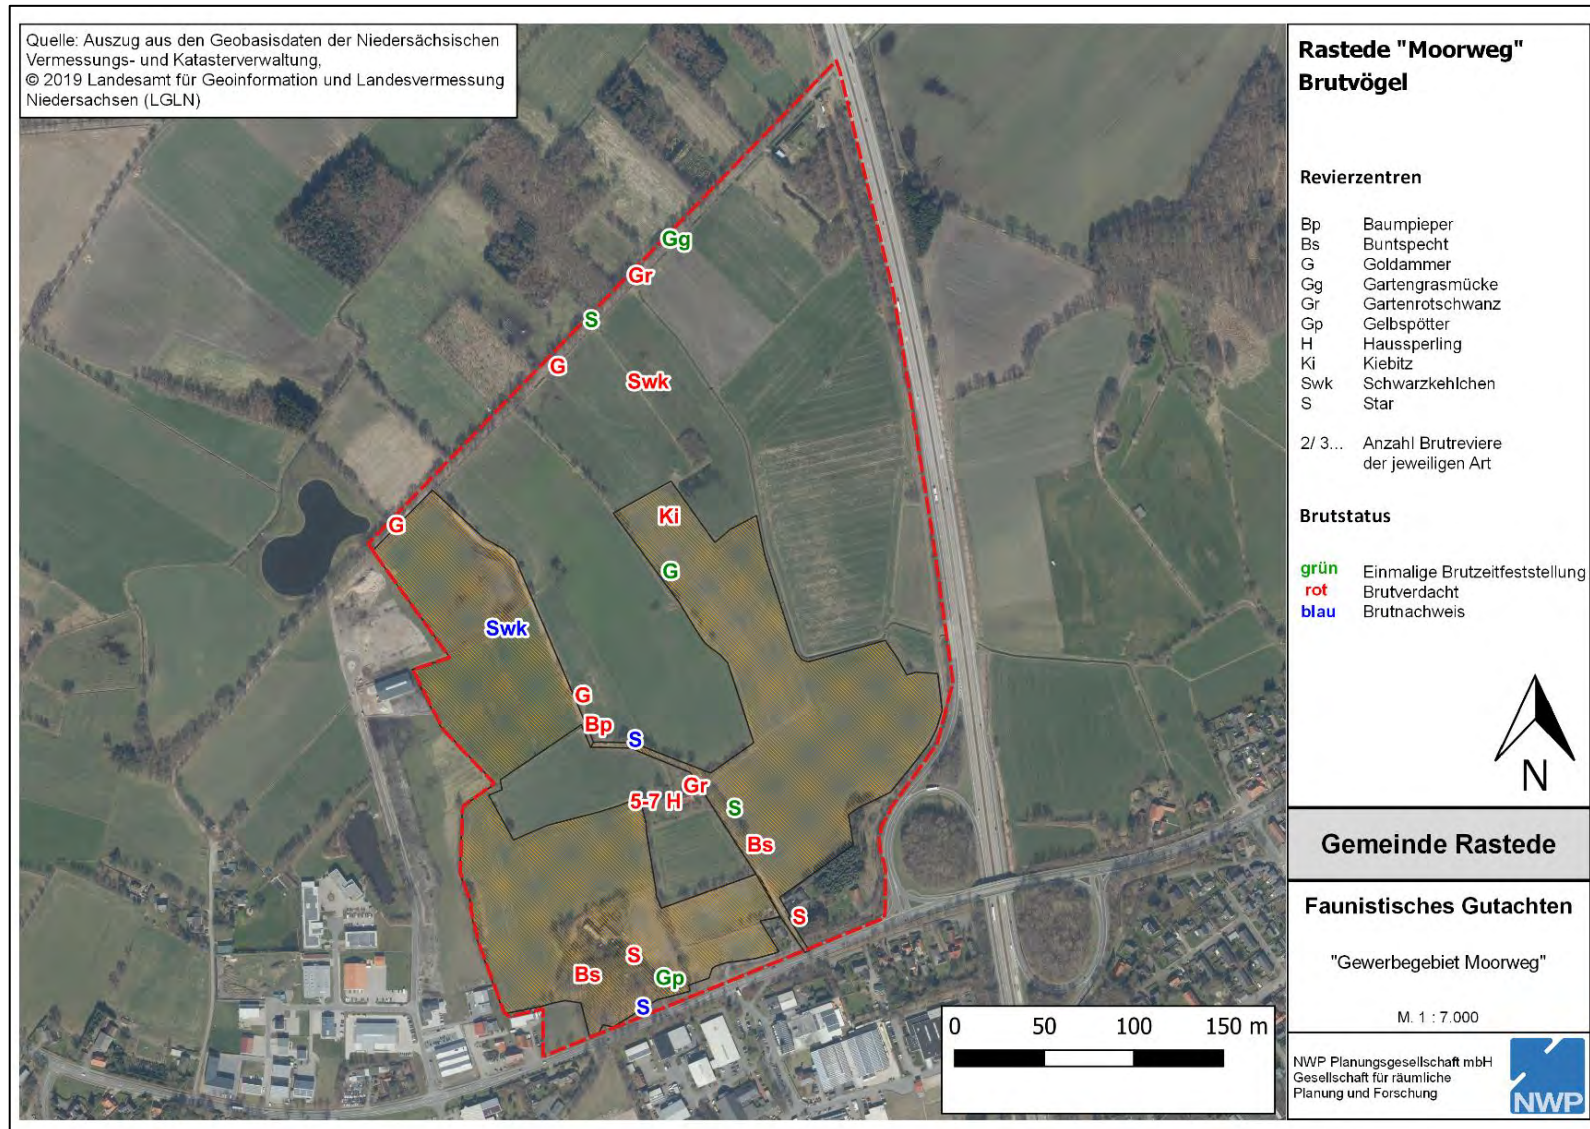 Quelle: Auszug aus den Geobasisdaten der Niedersächsischen
Vermessungs- und Katasterverwaltung,
© 2019 Landesamt für Geoinformation und Landesvermessung
Niedersachsen (LGLN)
Gg
Gr
S
G
Swk
G
Ki
G
Swk
G
Bp
S
Gr
5-7 H
S
Bs
S
S
Bs
Gp
S
0 50 100 150 m
Rastede "Moorweg"
Brutvögel
Revierzentren
Bp Baumpieper
Bs Buntspecht
G Goldammer
Gg Gartengrasmücke
Gr Gartenrotschwanz
Gp Gelbspötter
H Haussperling
Ki Kiebitz
Swk Schwarzkehlchen
S Star
2/ 3... Anzahl Brutreviere
der jeweiligen Art
Brutstatus
grün Einmalige Brutzeitfeststellung
rot Brutverdacht
blau Brutnachweis
N
Gemeinde Rastede
Faunistisches Gutachten
"Gewerbegebiet Moorweg"
M. 1 : 7.000
NWP Planungsgesellschaft mbH
Gesellschaft für räumliche
Planung und Forschung
NWP